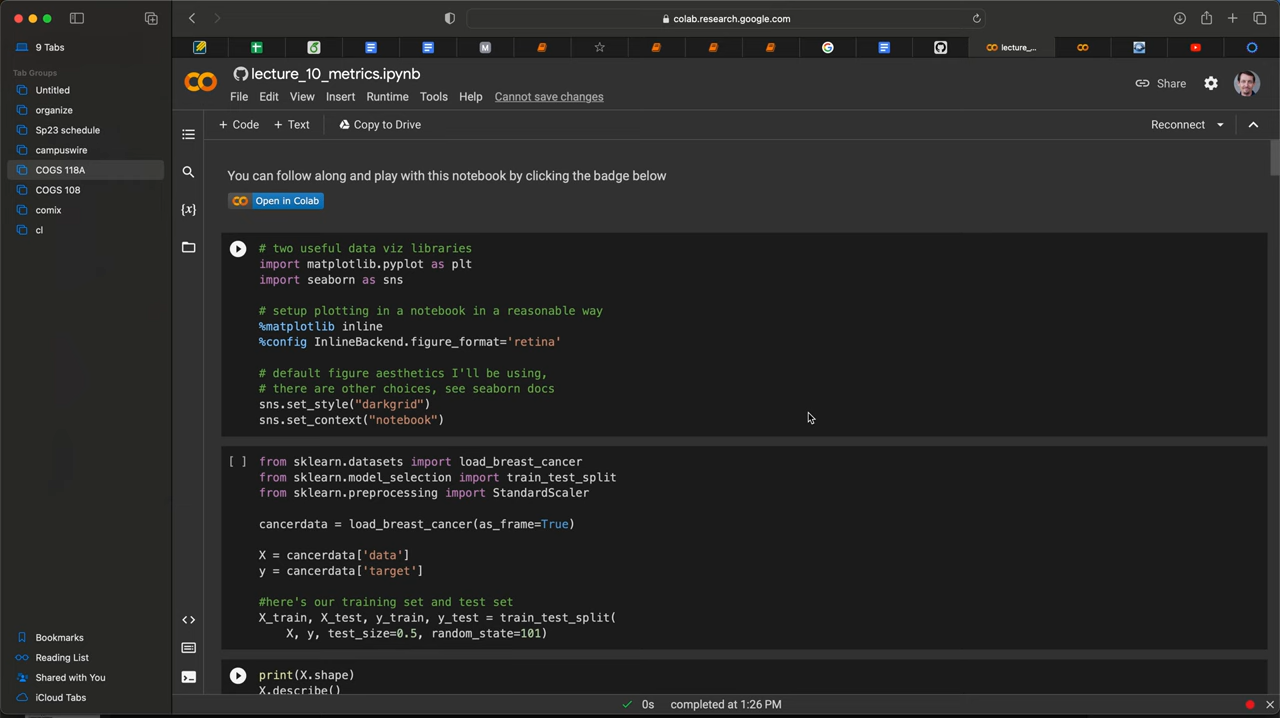 9 Tabs
Tab Groups
Untitled
organize
Sp23 schedule
campuswire
COGS 118A
COGS 108
comix
cl
Bookmarks
Reading List
Shared with You
iCloud Tabs
colab.research.google.com
lecture_...
lecture_10_metrics.ipynb
File Edit View Insert Runtime Tools Help Cannot save changes
Share
+ Code + Text Copy to Drive
Reconnect
You can follow along and play with this notebook by clicking the badge below
Open in Colab
# two useful data viz libraries
import matplotlib.pyplot as plt
import seaborn as sns
# setup plotting in a notebook in a reasonable way
%matplotlib inline
%config InlineBackend.figure_format='retina'
# default figure aesthetics I'll be using,
# there are other choices, see seaborn docs
sns.set_style("darkgrid")
sns.set_context("notebook")
[ ] from sklearn.datasets import load_breast_cancer
from sklearn.model_selection import train_test_split
from sklearn.preprocessing import StandardScaler
cancerdata = load_breast_cancer(as_frame=True)
X = cancerdata['data']
y = cancerdata['target']
#here's our training set and test set
X_train, X_test, y_train, y_test = train_test_split(
X, y, test_size=0.5, random_state=101)
print(X.shape)
X.describe()
0s completed at 1:26 PM